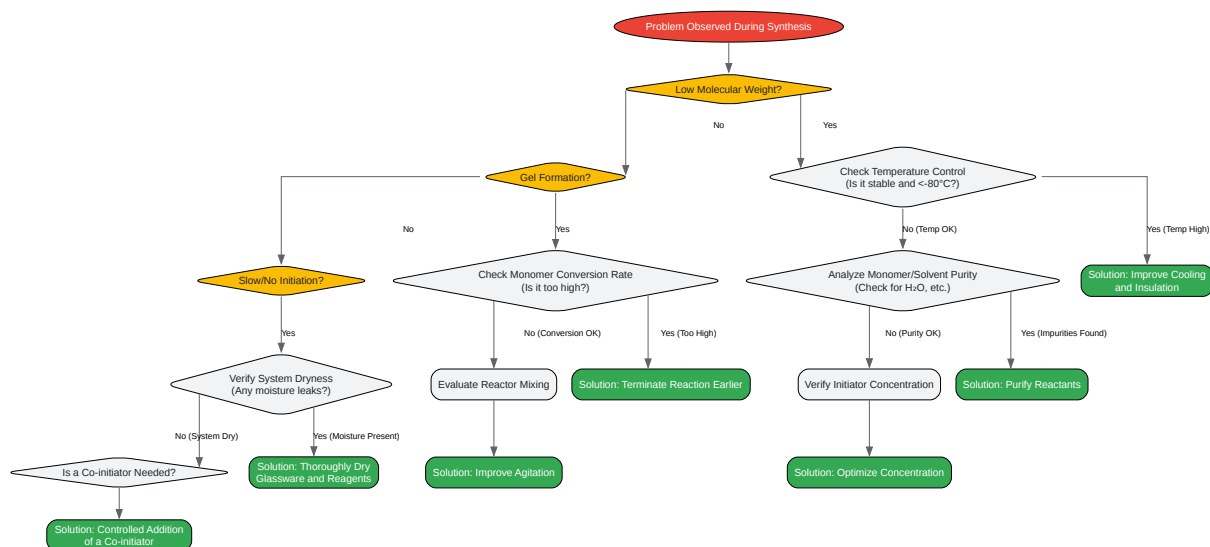 Problem Observed During Synthesis
Low Molecular Weight?
No
Yes
Gel Formation?
Check Temperature Control
(Is it stable and <-80°C?)
No
Yes
No (Temp OK)
Yes (Temp High)
Slow/No Initiation?
Check Monomer Conversion Rate
(Is it too high?)
Analyze Monomer/Solvent Purity
(Check for H₂O, etc.)
Solution: Improve Cooling
and Insulation
Yes
No (Conversion OK)
Yes (Too High)
No (Purity OK)
Yes (Impurities Found)
Verify System Dryness
(Any moisture leaks?)
Evaluate Reactor Mixing
Solution: Terminate Reaction Earlier
Verify Initiator Concentration
Solution: Purify Reactants
No (System Dry)
Yes (Moisture Present)
Is a Co-initiator Needed?
Solution: Thoroughly Dry
Glassware and Reagents
Solution: Improve Agitation
Solution: Optimize Concentration
Solution: Controlled Addition
of a Co-initiator